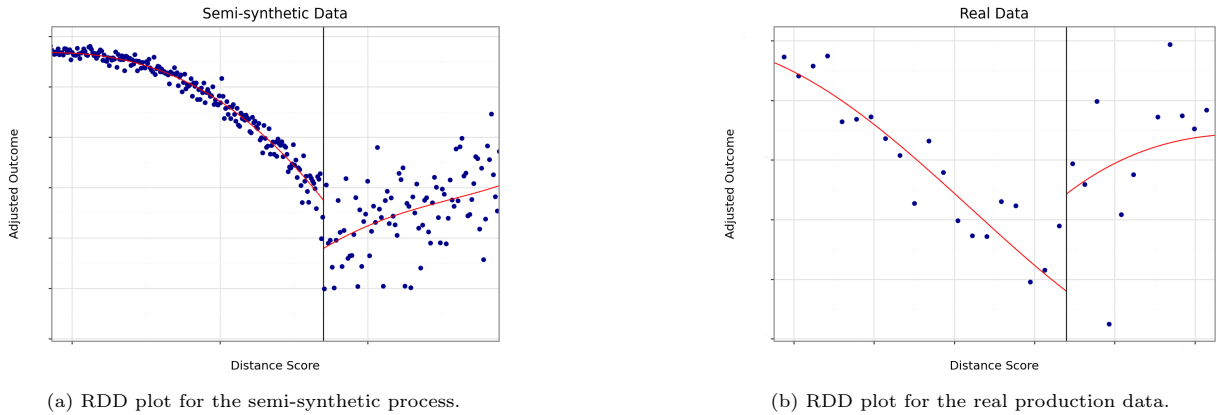 Semi-synthetic Data
Adjusted Outcome
Distance Score
(a) RDD plot for the semi-synthetic process.
Real Data
Adjusted Outcome
Distance Score
(b) RDD plot for the real production data.